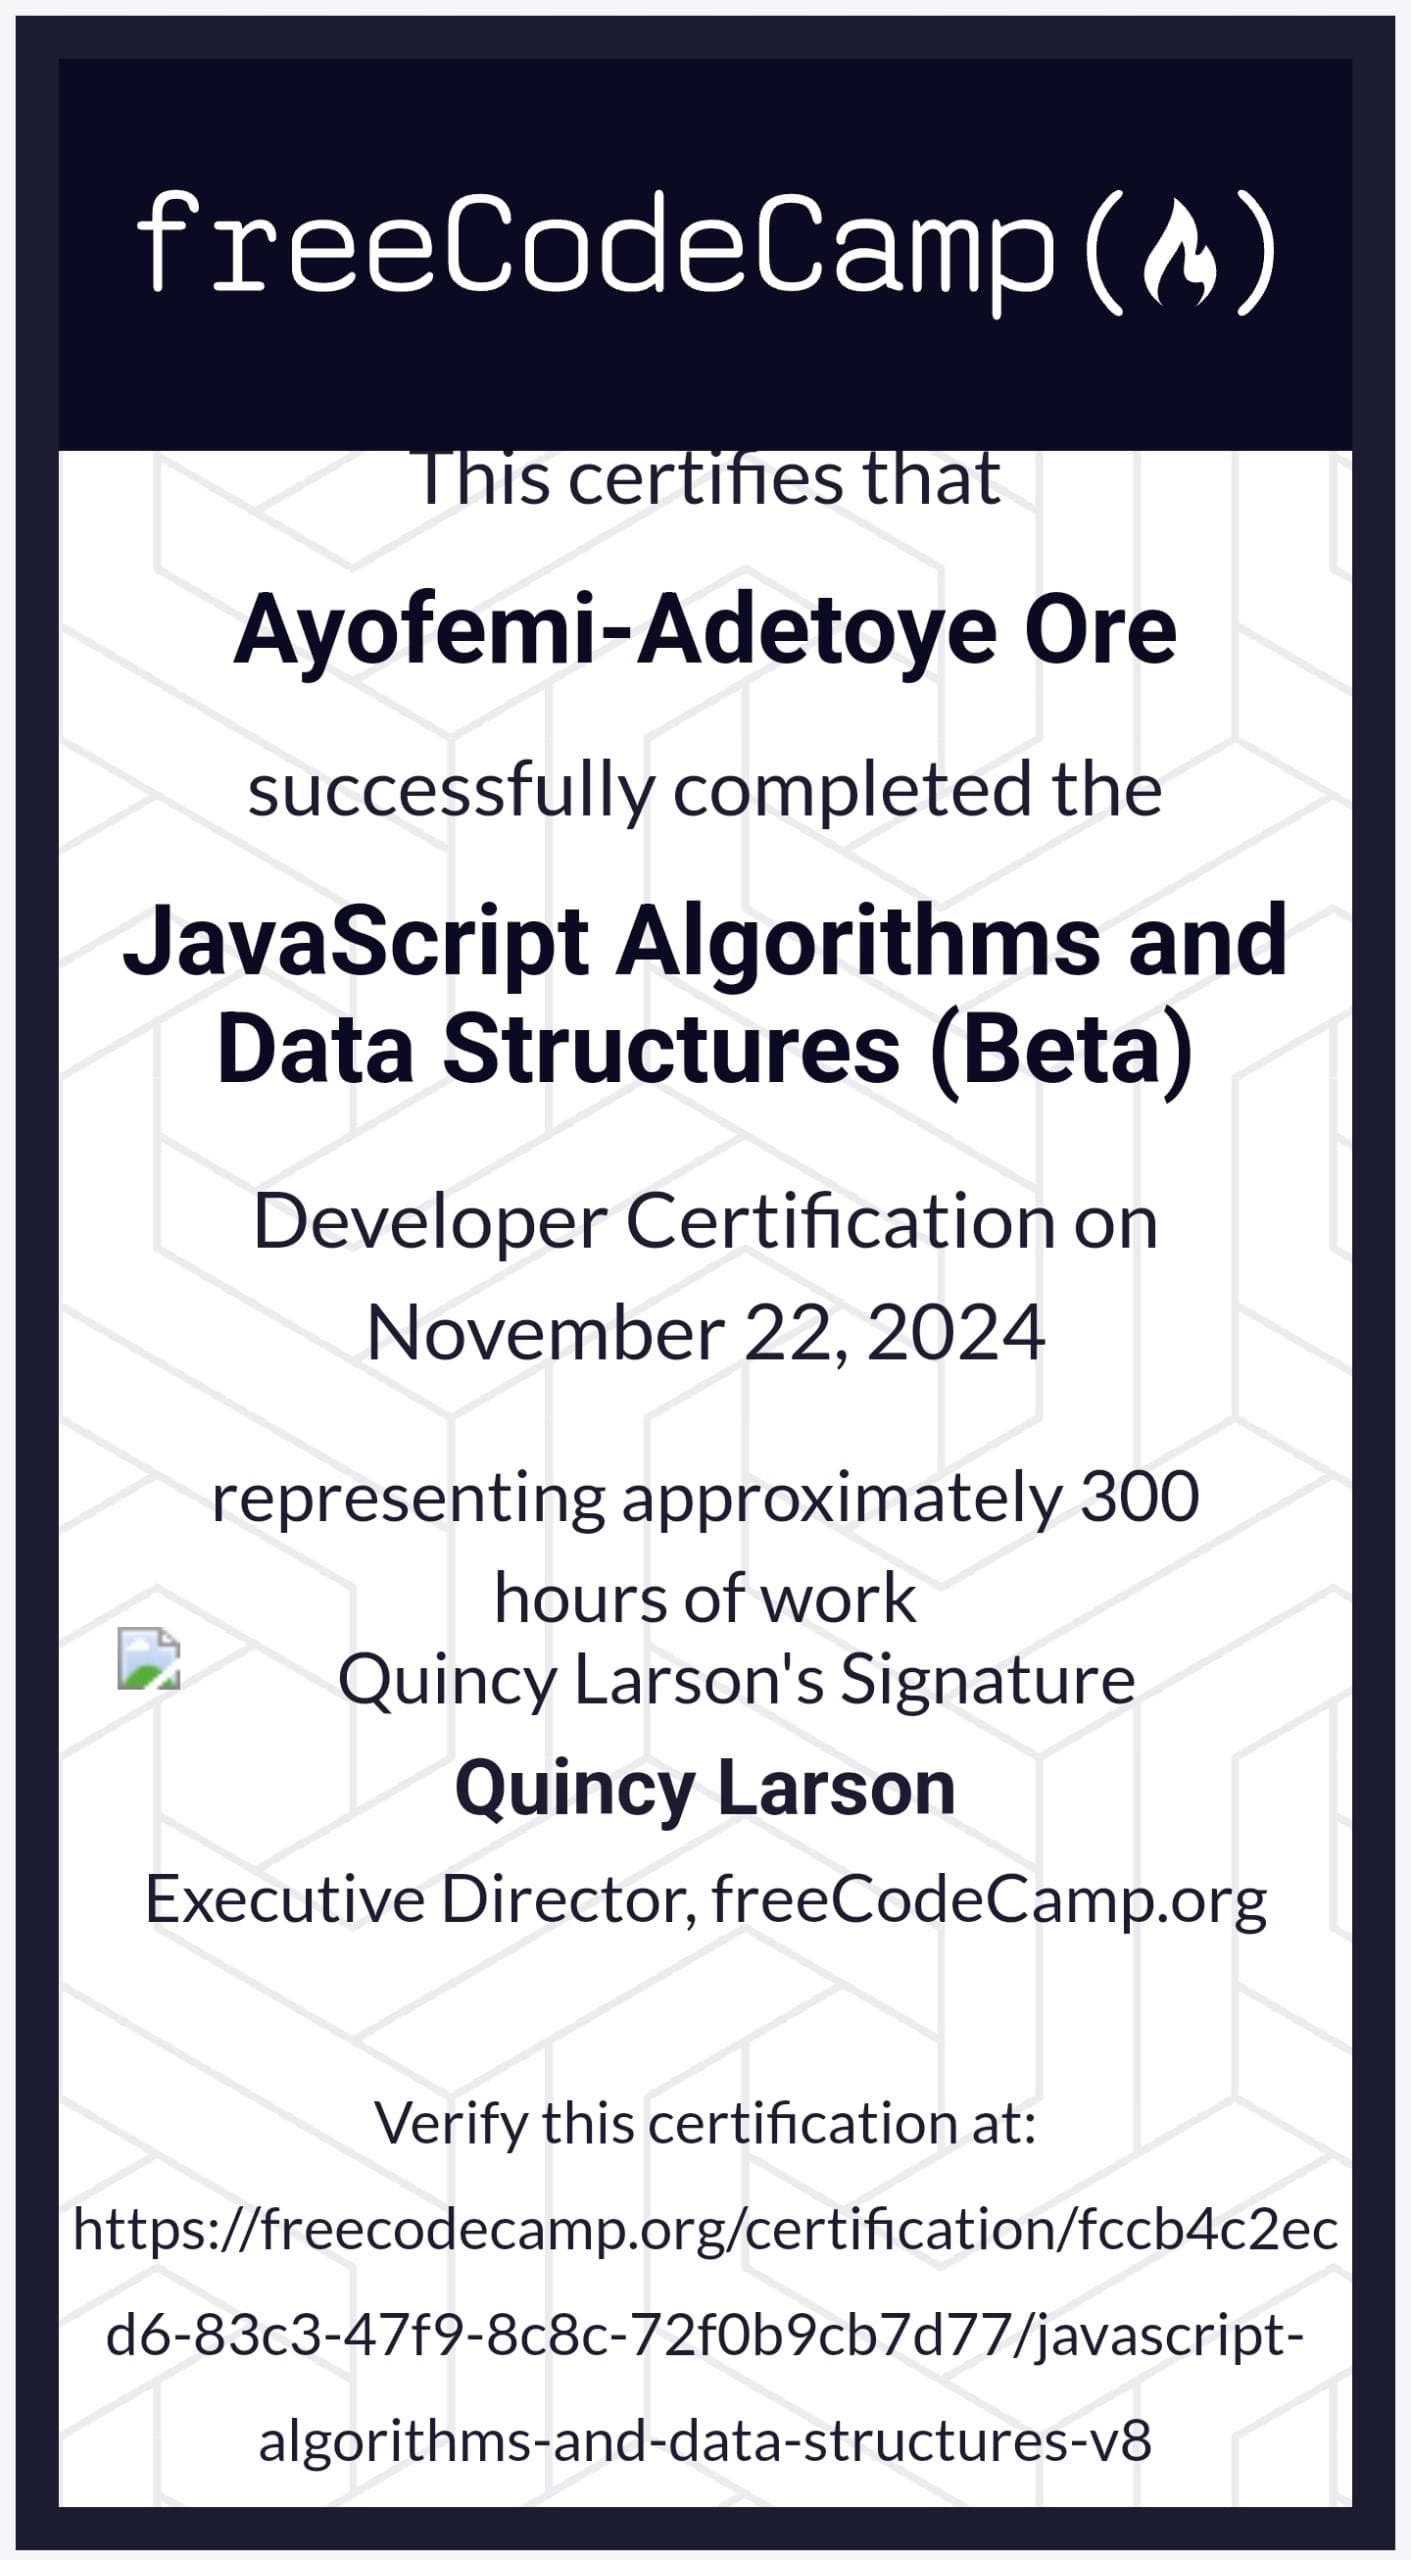 freeCodeCamp
This certifies that
Ayofemi-Adetoye Ore
successfully completed the
JavaScript Algorithms and
Data Structures (Beta)
Developer Certification on
November 22, 2024
representing approximately 300
hours of work
Quincy Larson's Signature
Quincy Larson
Executive Director, freeCodeCamp.org
Verify this certification at:
https://freecodecamp.org/certification/fccb4c2ec
d6-83c3-47f9-8c8c-72f0b9cb7d77/javascript-
algorithms-and-data-structures-v8